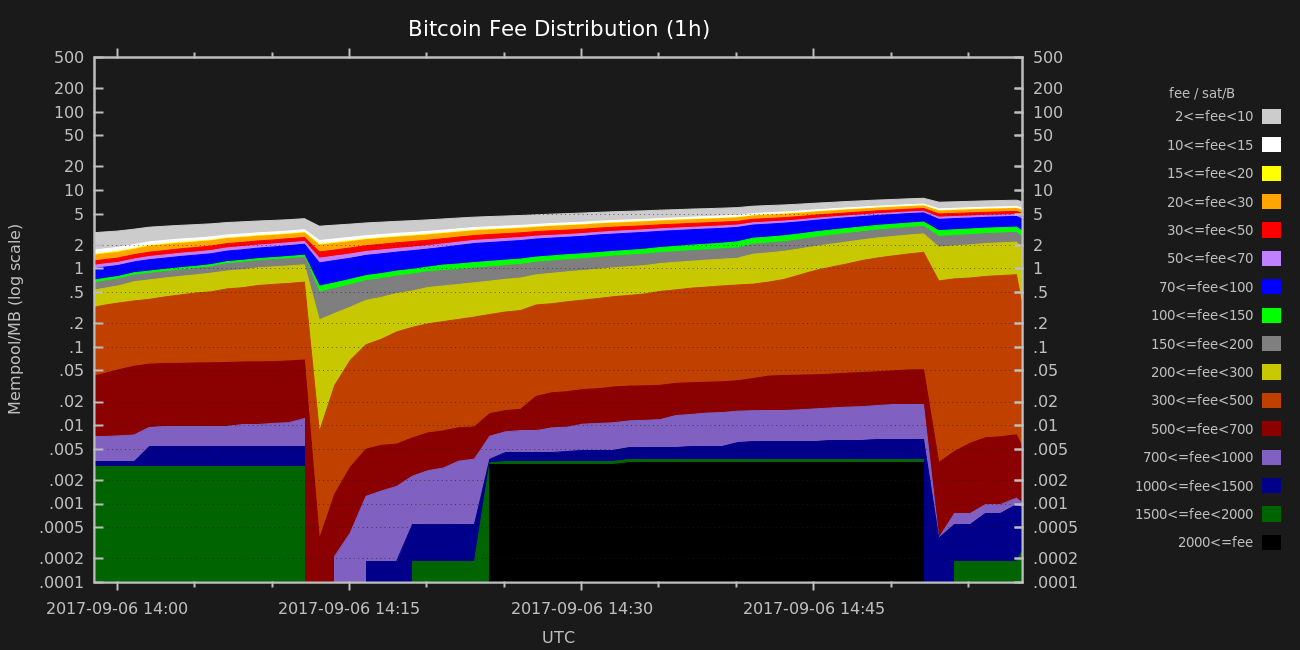 Bitcoin Fee Distribution (1h)
500 500
200 200
100 100
50 50
20 20
10 10
5 5
2 2
1 1
.5 .5
.2 .2
.1 .1
.05 .05
.02 .02
.01 .01
.005 .005
.002 .002
.001 .001
.0005 .0005
.0002 .0002
.0001 .0001
Mempool/MB (log scale)
2017-09-06 14:00 2017-09-06 14:15 2017-09-06 14:30 2017-09-06 14:45
UTC
fee / sat/B
2<=fee<10
10<=fee<15
15<=fee<20
20<=fee<30
30<=fee<50
50<=fee<70
70<=fee<100
100<=fee<150
150<=fee<200
200<=fee<300
300<=fee<500
500<=fee<700
700<=fee<1000
1000<=fee<1500
1500<=fee<2000
2000<=fee